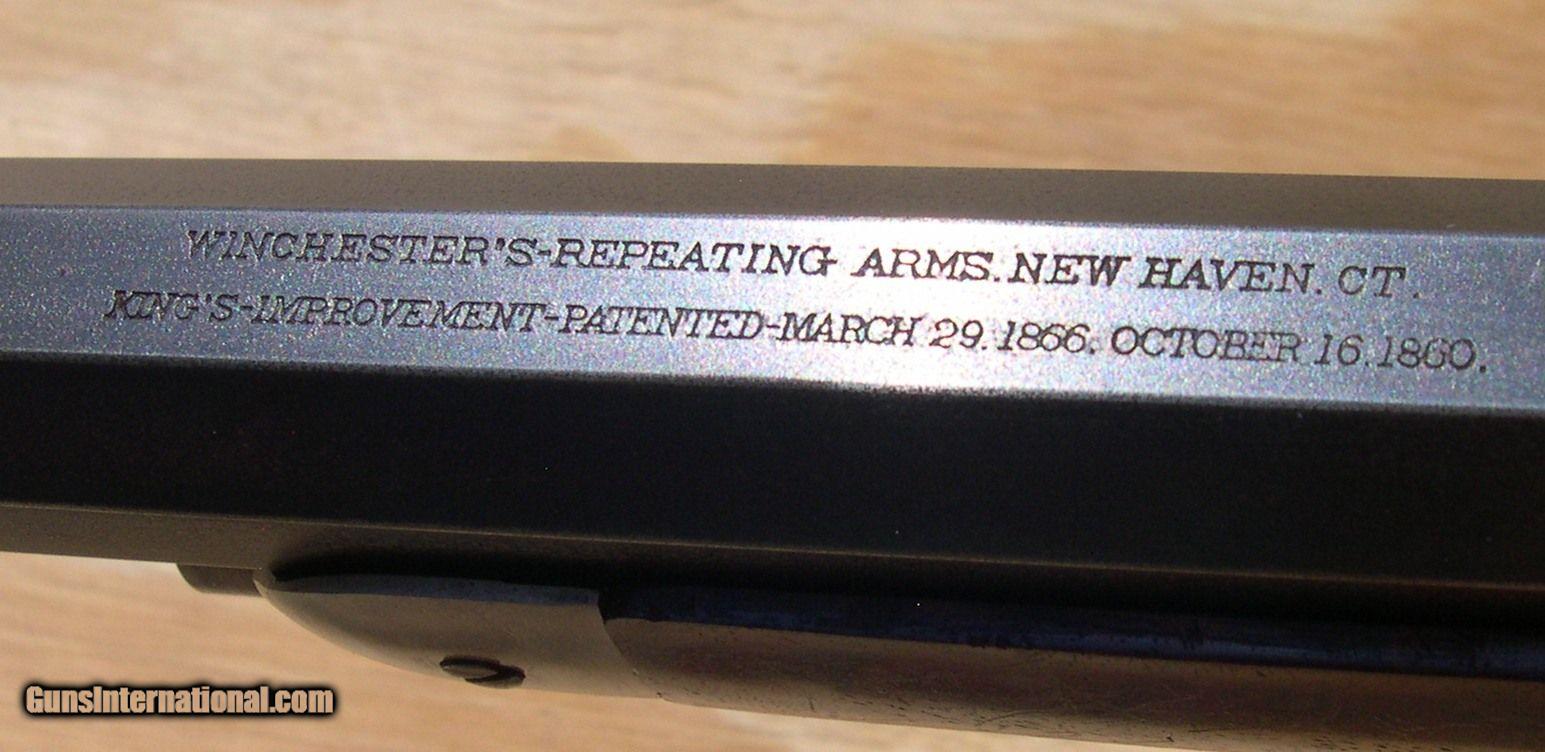 WINCHESTER'S-REPEATING ARMS. NEW HAVEN. CT.
KING'S-IMPROVEMENT-PATENTED-MARCH 29. 1866. OCTOBER 16. 1860.
GunsInternational.com